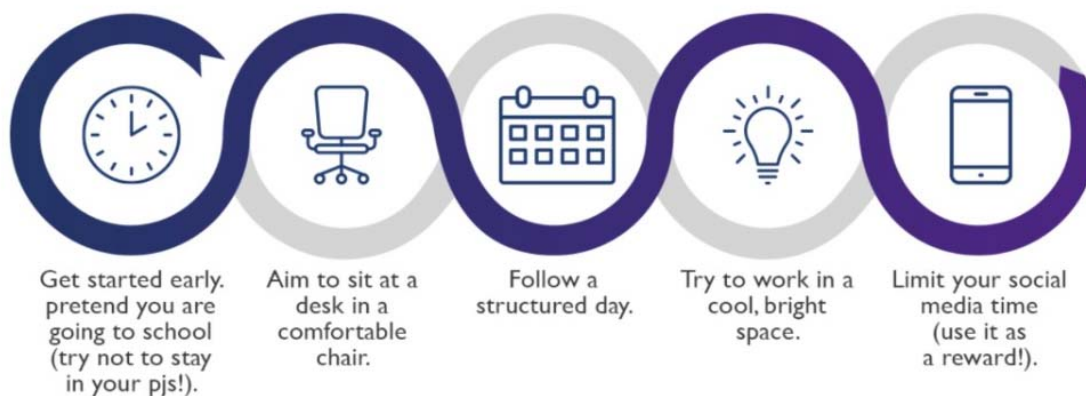 Get started early.
pretend you are
going to school
(try not to stay
in your pjs!).
Aim to sit at a
desk in a
comfortable
chair.
Follow a
structured day.
Try to work in a
cool, bright
space.
Limit your social
media time
(use it as
a reward!).